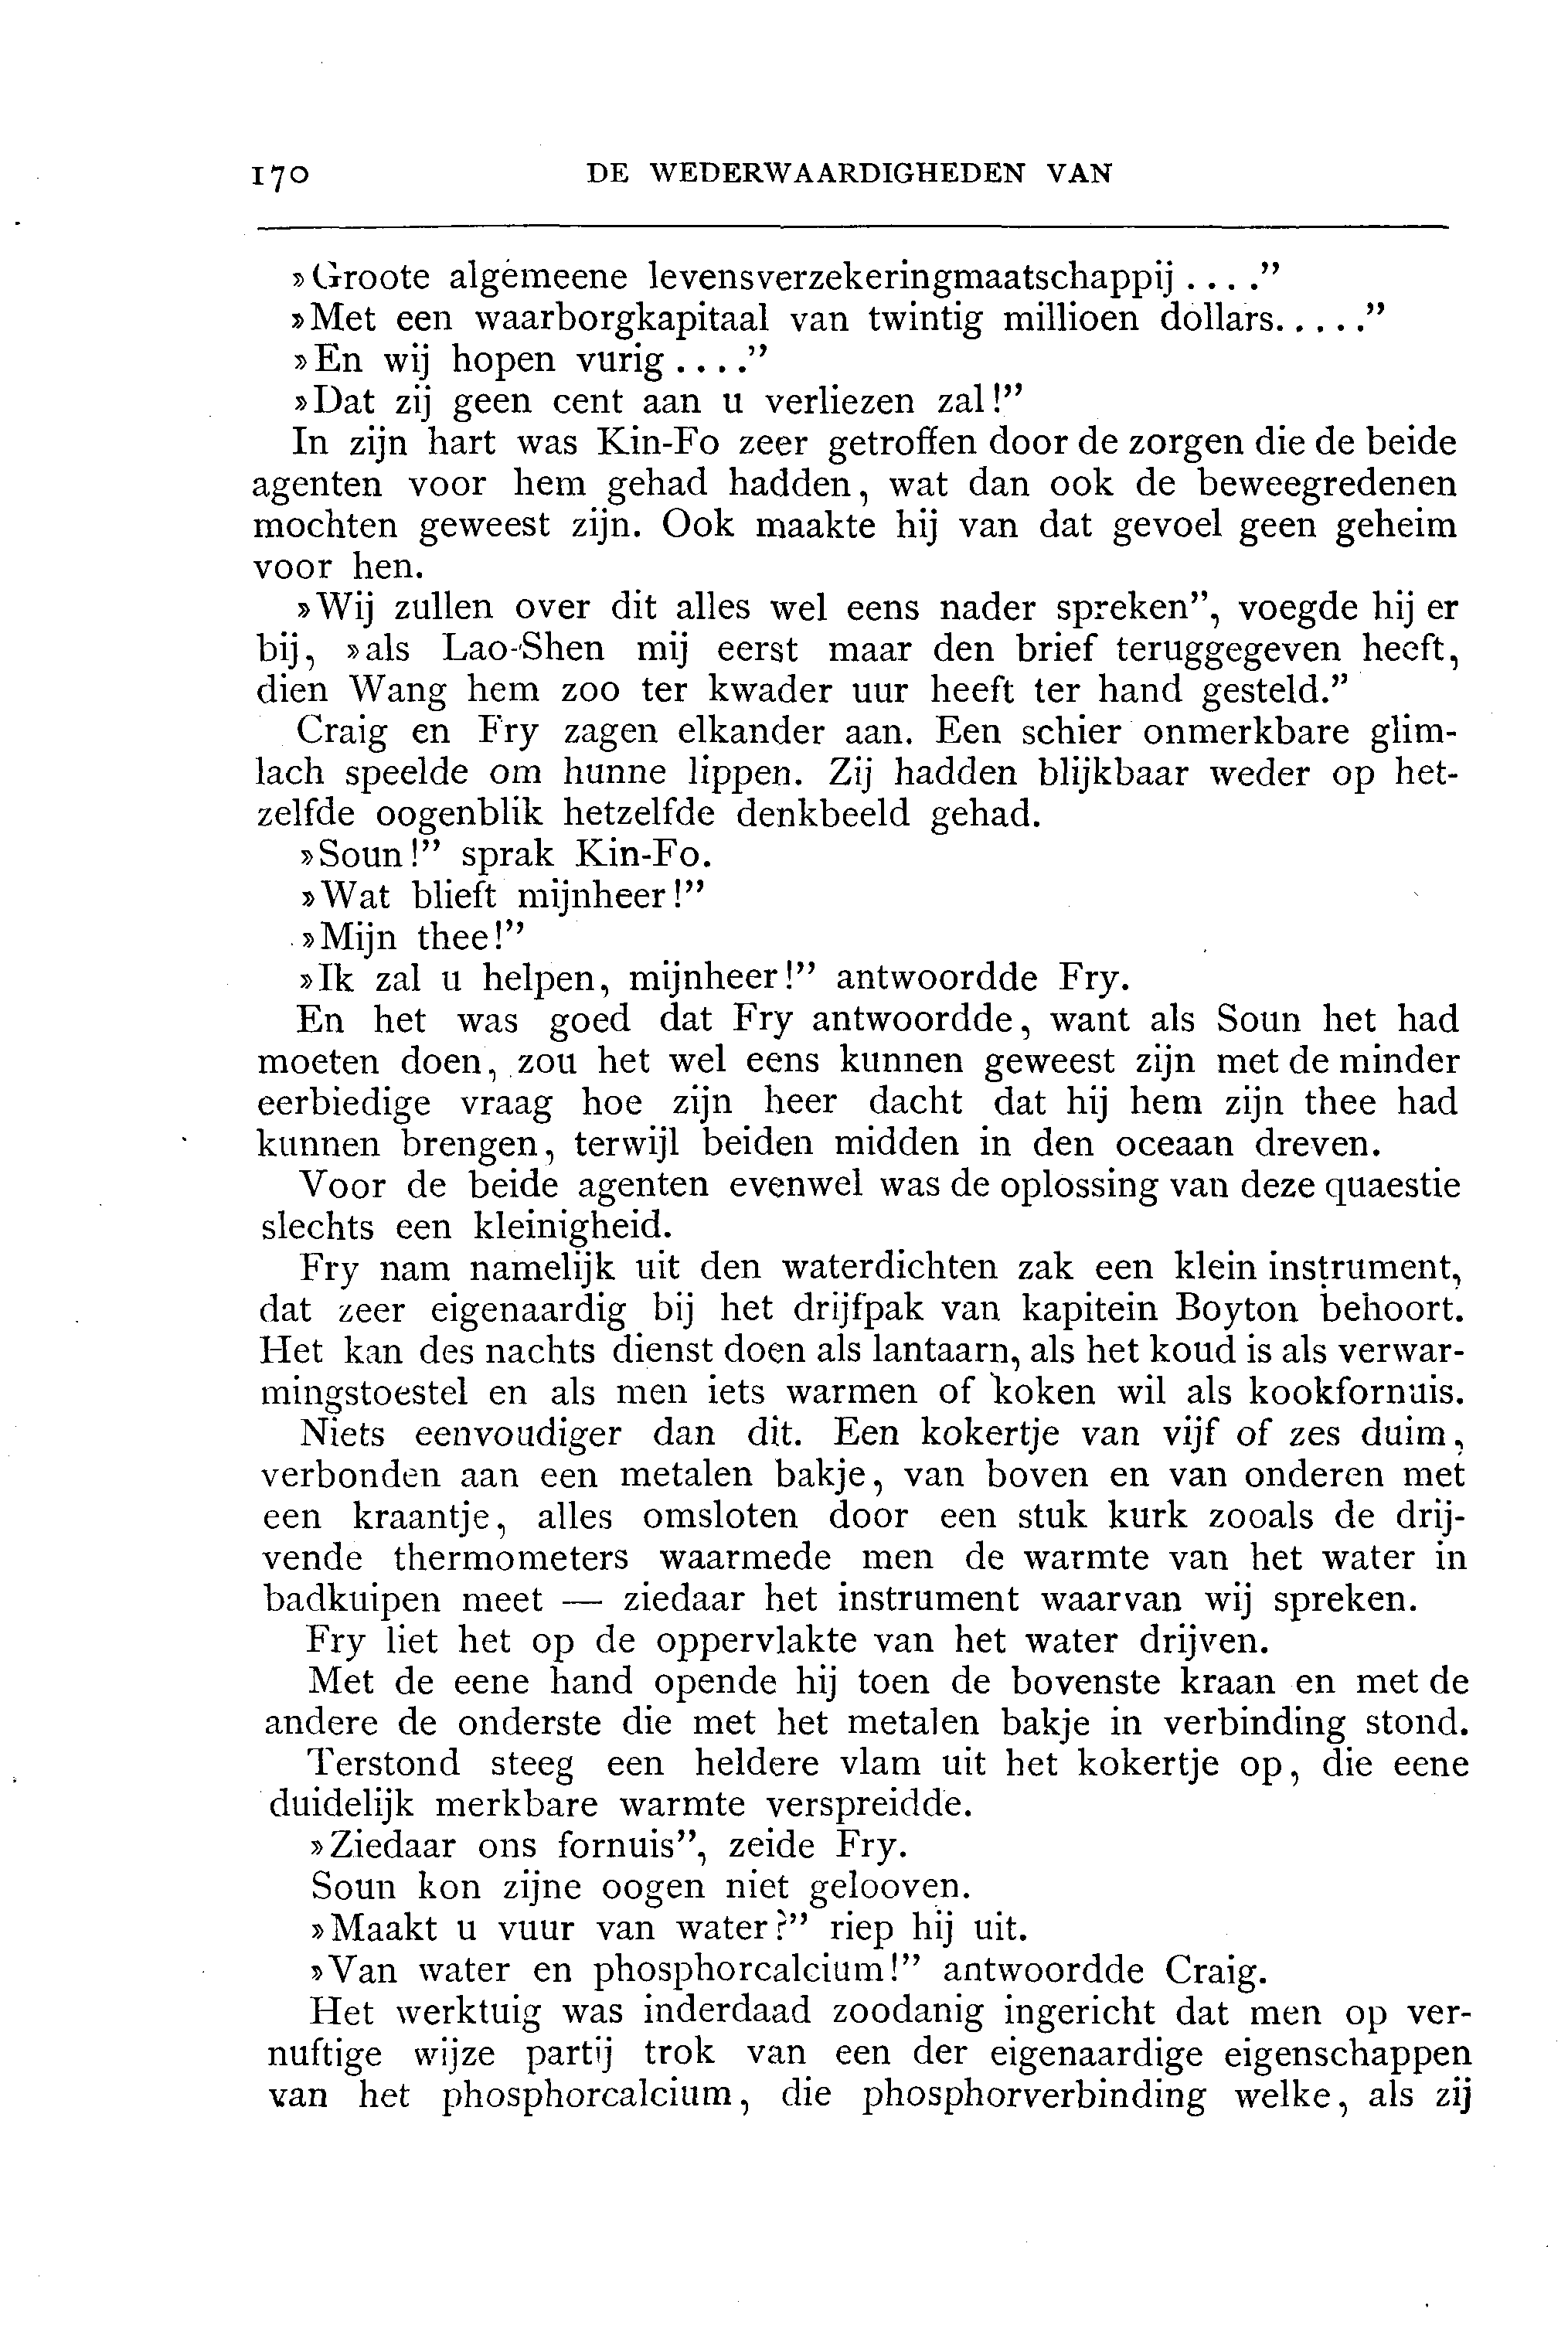 170 DE WEDERWAARDIGHEDEN VAN
»Groote algemeene levensverzekeringmaatschappij ....”
»Met een waarborgkapitaal van twintig millioen dollars.....”
»En wij hopen vurig ....”
»Dat zij geen cent aan u verliezen zal!”
In zijn hart was Kin-Fo zeer getroffen door de zorgen die de beide
agenten voor hem gehad hadden, wat dan ook de beweegredenen
mochten geweest zijn. Ook maakte hij van dat gevoel geen geheim
voor hen.
»Wij zullen over dit alles wel eens nader spreken”, voegde hij er
bij, »als Lao-Shen mij eerst maar den brief teruggegeven heeft,
dien Wang hem zoo ter kwader uur heeft ter hand gesteld.”
Craig en Fry zagen elkander aan. Een schier onmerkbare glim-
lach speelde om hunne lippen. Zij hadden blijkbaar weder op het-
zelfde oogenblik hetzelfde denkbeeld gehad.
»Soun!” sprak Kin-Fo.
»Wat blieft mijnheer!”
»Mijn thee!”
»Ik zal u helpen, mijnheer!” antwoordde Fry.
En het was goed dat Fry antwoordde, want als Soun het had
moeten doen, zou het wel eens kunnen geweest zijn met de minder
eerbiedige vraag hoe zijn heer dacht dat hij hem zijn thee had
kunnen brengen, terwijl beiden midden in den oceaan dreven.
Voor de beide agenten evenwel was de oplossing van deze quaestie
slechts een kleinigheid.
Fry nam namelijk uit den waterdichten zak een klein instrument,
dat zeer eigenaardig bij het drijfpak van kapitein Boyton behoort.
Het kan des nachts dienst doen als lantaarn, als het koud is als verwar-
mingstoestel en als men iets warmen of koken wil als kookfornuis.
Niets eenvoudiger dan dit. Een kokertje van vijf of zes duim,
verbonden aan een metalen bakje, van boven en van onderen met
een kraantje, alles omsloten door een stuk kurk zooals de drij-
vende thermometers waarmede men de warmte van het water in
badkuipen meet — ziedaar het instrument waarvan wij spreken.
Fry liet het op de oppervlakte van het water drijven.
Met de eene hand opende hij toen de bovenste kraan en met de
andere de onderste die met het metalen bakje in verbinding stond.
Terstond steeg een heldere vlam uit het kokertje op, die eene
duidelijk merkbare warmte verspreidde.
»Ziedaar ons fornuis”, zeide Fry.
Soun kon zijne oogen niet gelooven.
»Maakt u vuur van water?” riep hij uit.
»Van water en phosphorcalcium!” antwoordde Craig.
Het werktuig was inderdaad zoodanig ingericht dat men op ver-
nuftige wijze partij trok van een der eigenaardige eigenschappen
van het phosphorcalcium, die phosphorverbinding welke, als zij